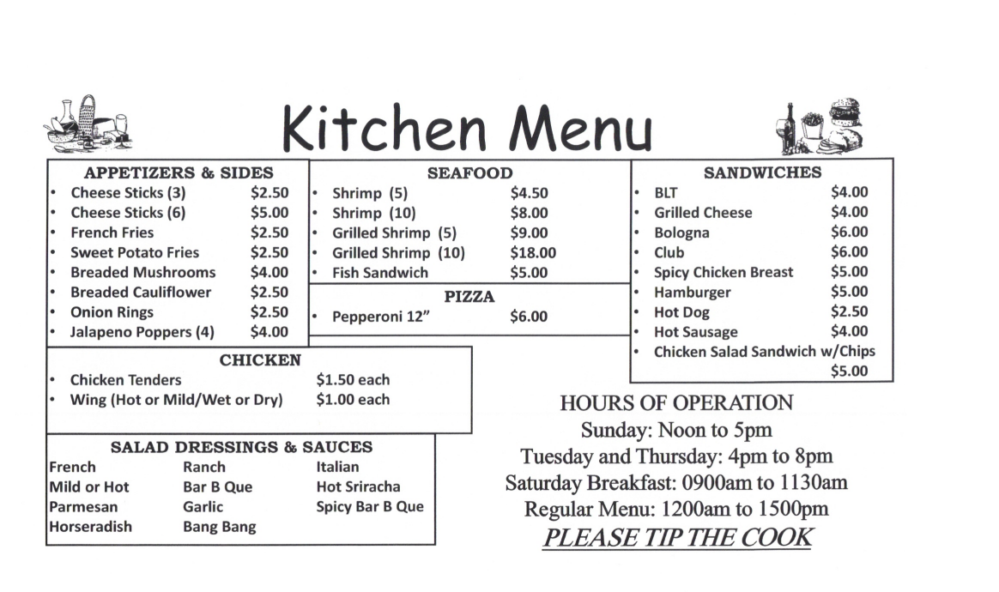 Kitchen Menu
APPETIZERS & SIDES
• Cheese Sticks (3) $2.50
• Cheese Sticks (6) $5.00
• French Fries $2.50
• Sweet Potato Fries $2.50
• Breaded Mushrooms $4.00
• Breaded Cauliflower $2.50
• Onion Rings $2.50
• Jalapeno Poppers (4) $4.00
SEAFOOD
• Shrimp (5) $4.50
• Shrimp (10) $8.00
• Grilled Shrimp (5) $9.00
• Grilled Shrimp (10) $18.00
• Fish Sandwich $5.00
PIZZA
• Pepperoni 12” $6.00
SANDWICHES
• BLT $4.00
• Grilled Cheese $4.00
• Bologna $6.00
• Club $6.00
• Spicy Chicken Breast $5.00
• Hamburger $5.00
• Hot Dog $2.50
• Hot Sausage $4.00
• Chicken Salad Sandwich w/Chips
$5.00
CHICKEN
• Chicken Tenders $1.50 each
• Wing (Hot or Mild/Wet or Dry) $1.00 each
SALAD DRESSINGS & SAUCES
French Ranch Italian
Mild or Hot Bar B Que Hot Sriracha
Parmesan Garlic Spicy Bar B Que
Horseradish Bang Bang
HOURS OF OPERATION
Sunday: Noon to 5pm
Tuesday and Thursday: 4pm to 8pm
Saturday Breakfast: 0900am to 1130am
Regular Menu: 1200am to 1500pm
PLEASE TIP THE COOK